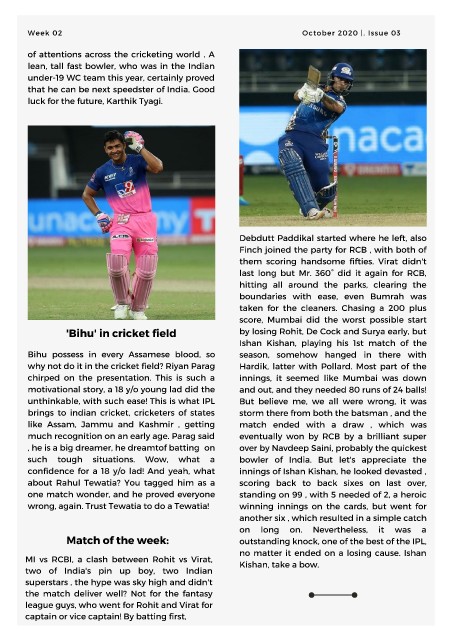 Week 02
October 2020 |. Issue 03
of attentions across the cricketing world . A
lean, tall fast bowler, who was in the Indian
under-19 WC team this year, certainly proved
that he can be next speedster of India. Good
luck for the future, Karthik Tyagi.
'Bihu' in cricket field
Bihu possess in every Assamese blood, so
why not do it in the cricket field? Riyan Parag
chirped on the presentation. This is such a
motivational story, a 18 y/o young lad did the
unthinkable, with such ease! This is what IPL
brings to indian cricket, cricketers of states
like Assam, Jammu and Kashmir , getting
much recognition on an early age. Parag said
, he is a big dreamer, he dreamtof batting on
such tough situations. Wow, what a
confidence for a 18 y/o lad! And yeah, what
about Rahul Tewatia? You tagged him as a
one match wonder, and he proved everyone
wrong, again. Trust Tewatia to do a Tewatia!
Match of the week:
MI vs RCBI, a clash between Rohit vs Virat,
two of India's pin up boy, two Indian
superstars , the hype was sky high and didn't
the match deliver well? Not for the fantasy
league guys, who went for Rohit and Virat for
captain or vice captain! By batting first,
Debdutt Paddikal started where he left, also
Finch joined the party for RCB , with both of
them scoring handsome fifties. Virat didn't
last long but Mr. 360° did it again for RCB,
hitting all around the parks, clearing the
boundaries with ease, even Bumrah was
taken for the cleaners. Chasing a 200 plus
score, Mumbai did the worst possible start
by losing Rohit, De Cock and Surya early, but
Ishan Kishan, playing his 1st match of the
season, somehow hanged in there with
Hardik, latter with Pollard. Most part of the
innings, it seemed like Mumbai was down
and out, and they needed 80 runs of 24 balls!
But believe me, we all were wrong, it was
storm there from both the batsman , and the
match ended with a draw , which was
eventually won by RCB by a brilliant super
over by Navdeep Saini, probably the quickest
bowler of India. But let's appreciate the
innings of Ishan Kishan, he looked devasted ,
scoring back to back sixes on last over,
standing on 99 , with 5 needed of 2, a heroic
winning innings on the cards, but went for
another six , which resulted in a simple catch
on long on. Nevertheless, it was a
outstanding knock, one of the best of the IPL,
no matter it ended on a losing cause. Ishan
Kishan, take a bow.